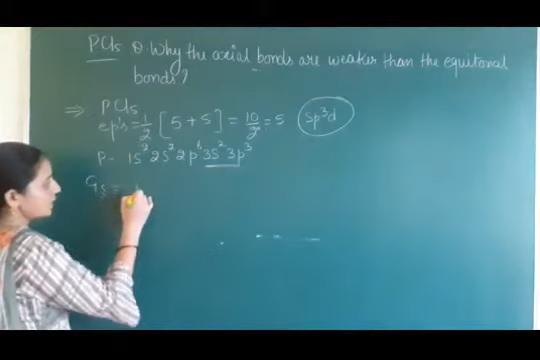 PCl5 Q. Why the axial bonds are weaker than the equitorial
bonds?
⇒ PCl5
ep's = 1/2 [5+5] = 10/2 = 5 sp³d
P- 1s² 2s² 2p⁶ 3s² 3p³
G.S =